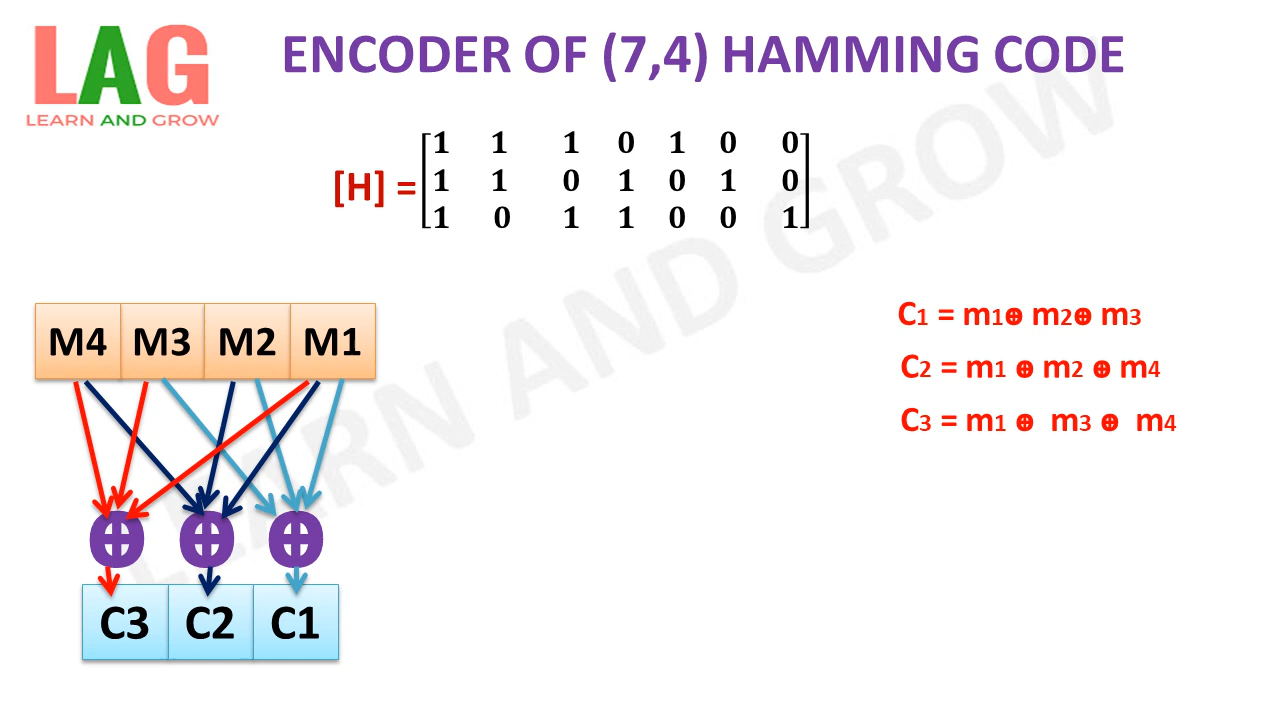 LAG
LEARN AND GROW
ENCODER OF (7,4) HAMMING CODE
[H] =
1 1 1 0 1 0 0
1 1 0 1 0 1 0
1 0 1 1 0 0 1
M4 M3 M2 M1
C1 = m1⊕ m2⊕ m3
C2 = m1 ⊕ m2 ⊕ m4
C3 = m1 ⊕ m3 ⊕ m4
⊕ ⊕ ⊕
C3 C2 C1
LEARN AND GROW